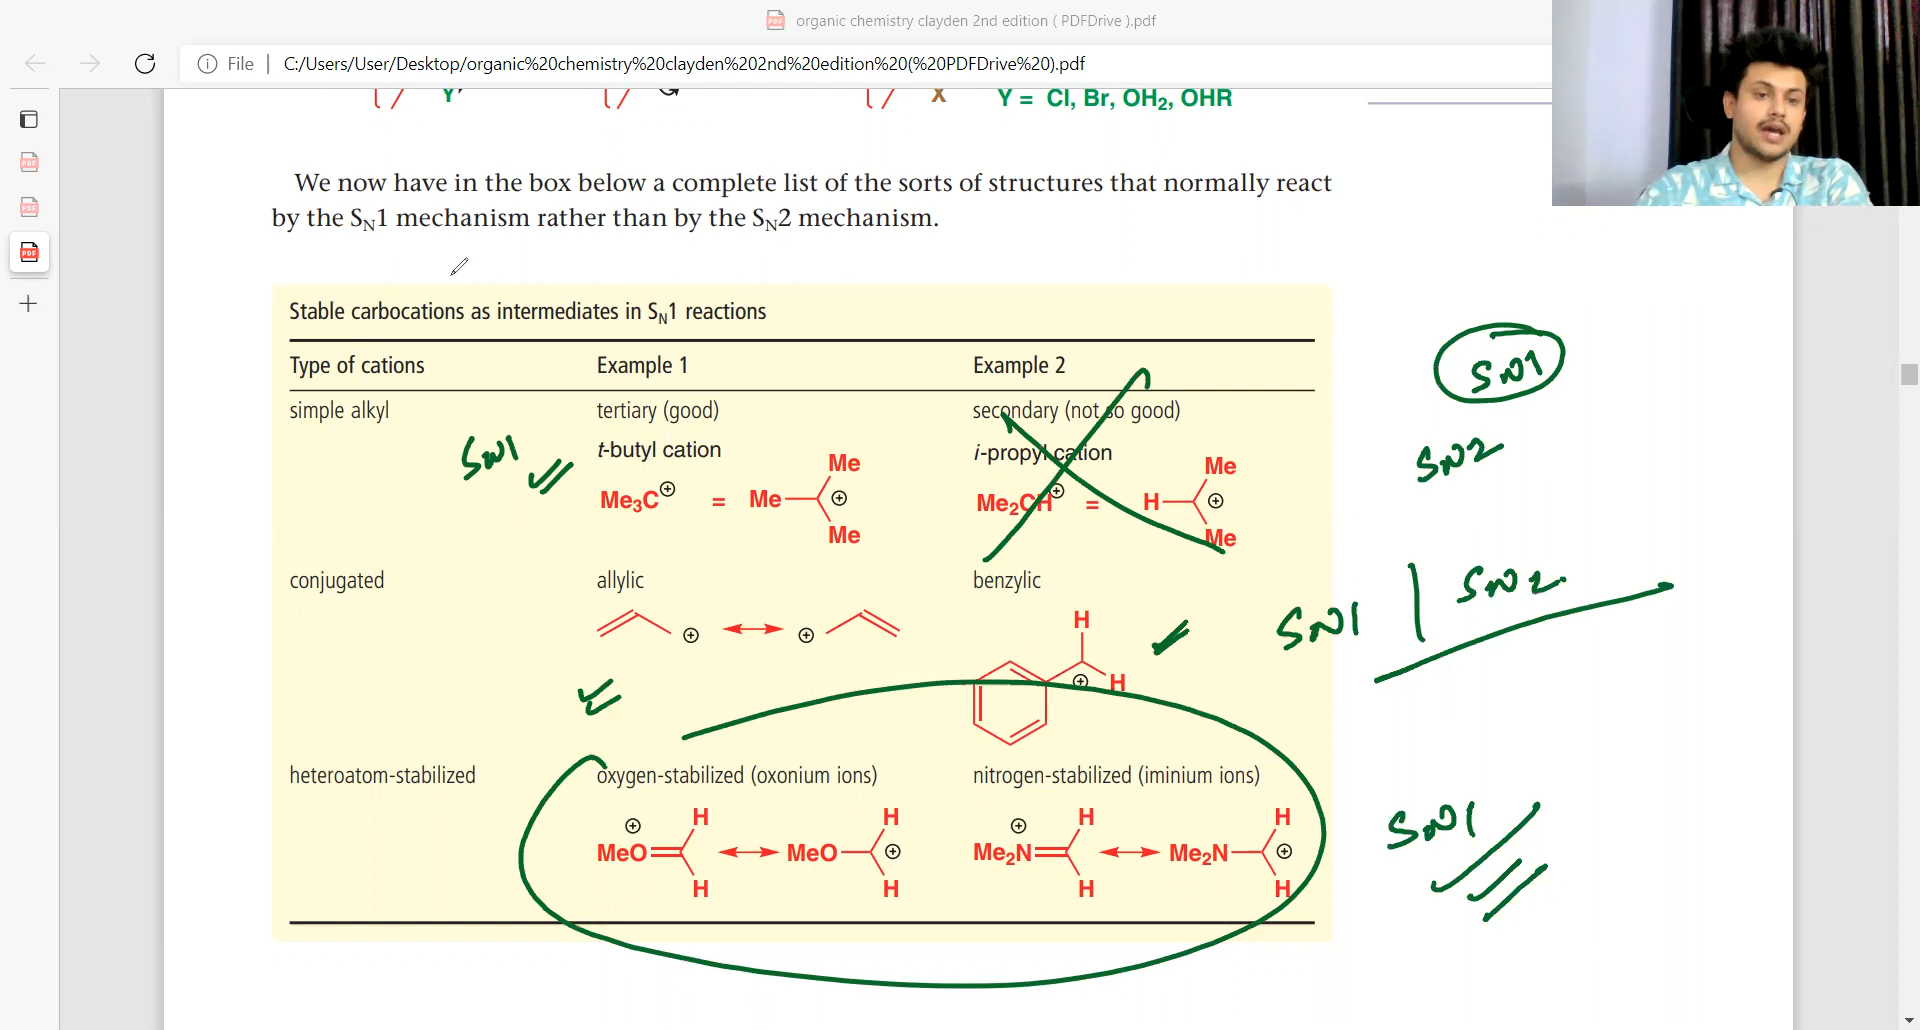 organic chemistry clayden 2nd edition ( PDFDrive ).pdf
File | C:/Users/User/Desktop/organic%20chemistry%20clayden%202nd%20edition%20(%20PDFDrive%20).pdf
Y X Y = Cl, Br, OH2, OHR
We now have in the box below a complete list of the sorts of structures that normally react
by the SN1 mechanism rather than by the SN2 mechanism.
Stable carbocations as intermediates in SN1 reactions
Type of cations Example 1 Example 2
simple alkyl tertiary (good) secondary (not so good)
t-butyl cation i-propyl cation
Me3C⊕ = Me Me Me ⊕ Me2CH⊕ = H Me Me ⊕
conjugated allylic benzylic
⊕ ⊕ H H ⊕
heteroatom-stabilized oxygen-stabilized (oxonium ions) nitrogen-stabilized (iminium ions)
⊕ MeO H H MeO H H ⊕ ⊕ Me2N H H Me2N H H ⊕
SN1
SN1
SN2
SN1 | SN2
SN1
PDF
PDF
PDF
PDF